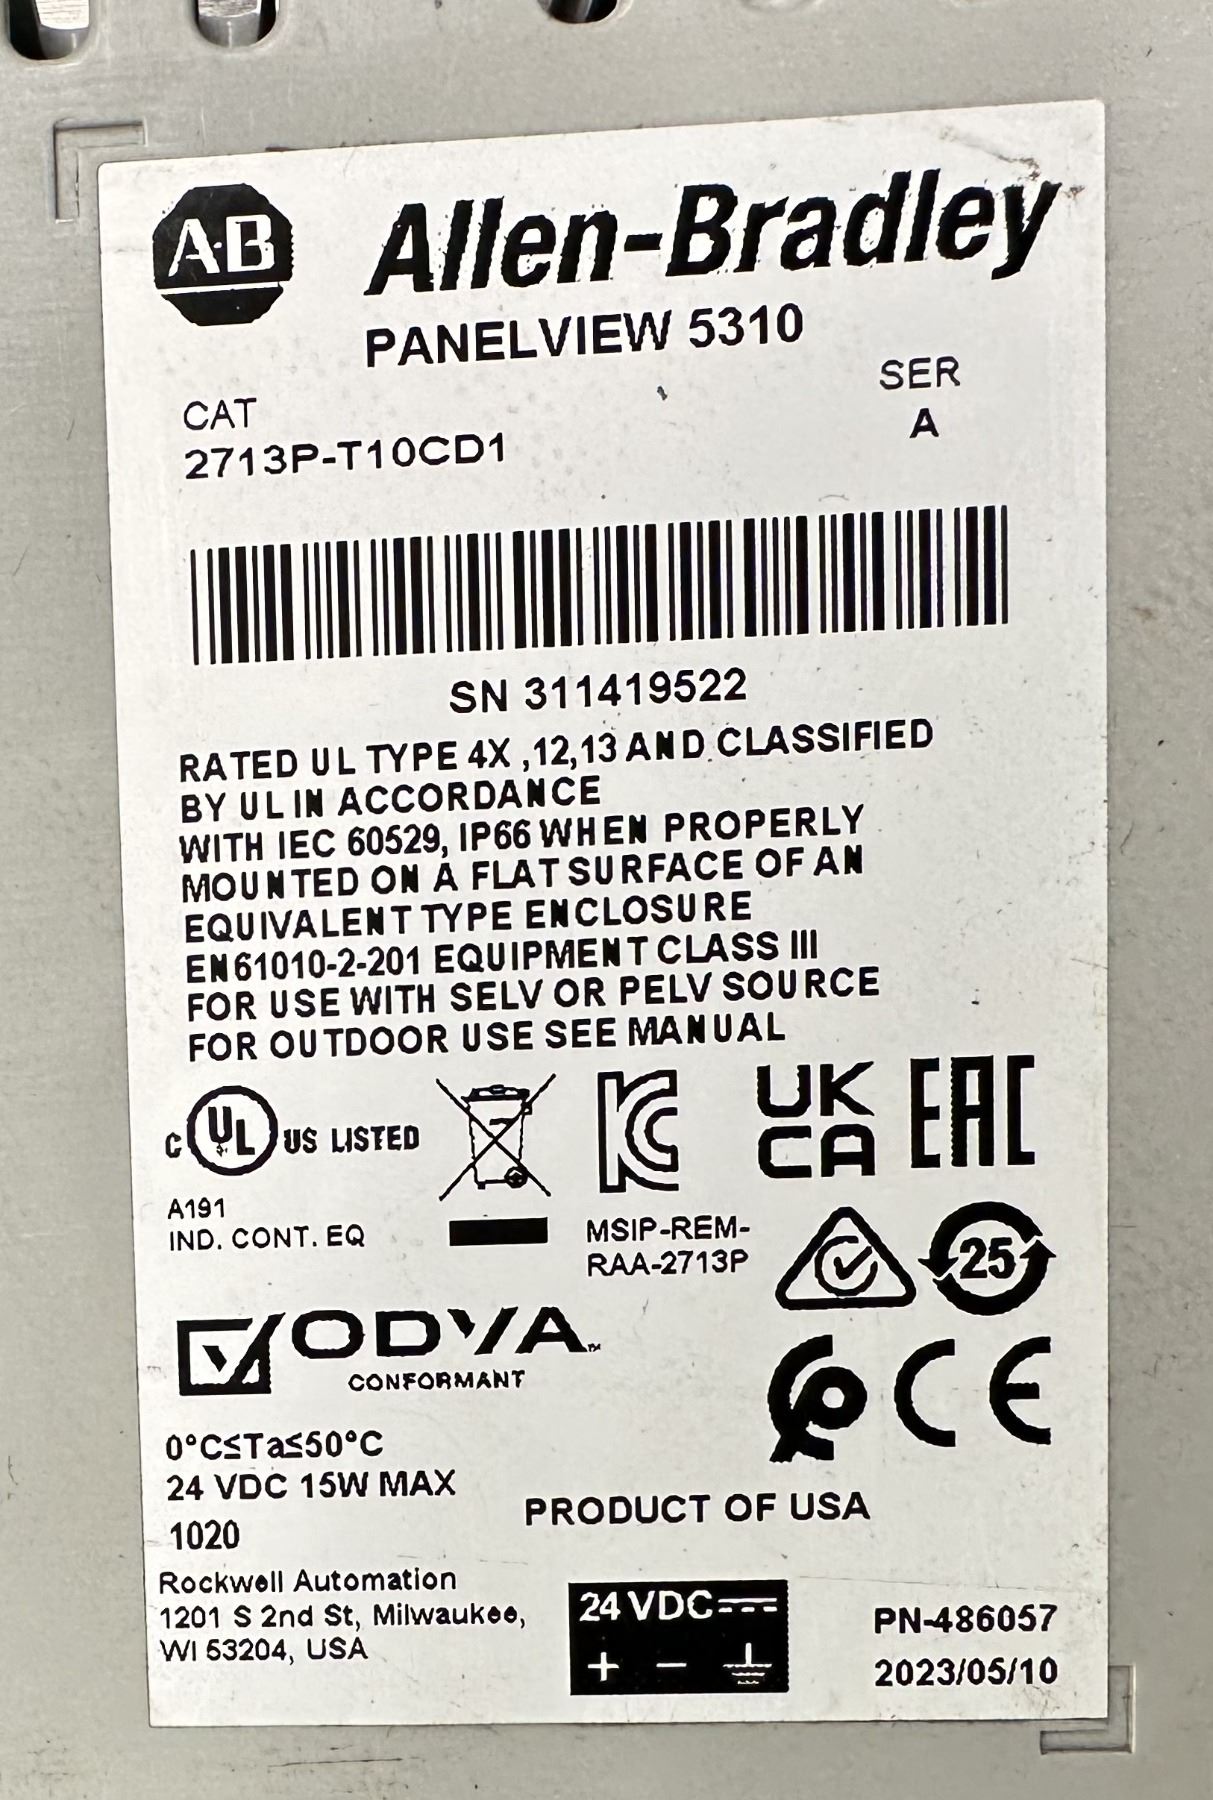 A·B Allen-Bradley
PANELVIEW 5310
CAT
2713P-T10CD1
SER
A
SN 311419522
RATED UL TYPE 4X ,12,13 AND CLASSIFIED
BY UL IN ACCORDANCE
WITH IEC 60529, IP66 WHEN PROPERLY
MOUNTED ON A FLAT SURFACE OF AN
EQUIVALENT TYPE ENCLOSURE
EN61010-2-201 EQUIPMENT CLASS III
FOR USE WITH SELV OR PELV SOURCE
FOR OUTDOOR USE SEE MANUAL
C UL US LISTED
A191
IND. CONT. EQ
KC
MSIP-REM-
RAA-2713P
UK
CA
EAC
25
ODVA™
CONFORMANT
CE
0°C≤Ta≤50°C
24 VDC 15W MAX
1020
PRODUCT OF USA
Rockwell Automation
1201 S 2nd St, Milwaukee,
WI 53204, USA
24 VDC
+ −
PN-486057
2023/05/10